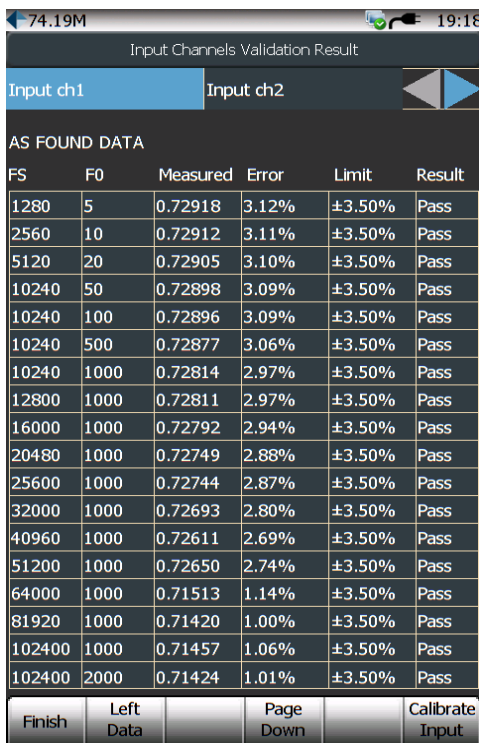 74.19M 19:18
Input Channels Validation Result
Input ch1 Input ch2
AS FOUND DATA
FS F0 Measured Error Limit Result
1280 5 0.72918 3.12% ±3.50% Pass
2560 10 0.72912 3.11% ±3.50% Pass
5120 20 0.72905 3.10% ±3.50% Pass
10240 50 0.72898 3.09% ±3.50% Pass
10240 100 0.72896 3.09% ±3.50% Pass
10240 500 0.72877 3.06% ±3.50% Pass
10240 1000 0.72814 2.97% ±3.50% Pass
12800 1000 0.72811 2.97% ±3.50% Pass
16000 1000 0.72792 2.94% ±3.50% Pass
20480 1000 0.72749 2.88% ±3.50% Pass
25600 1000 0.72744 2.87% ±3.50% Pass
32000 1000 0.72693 2.80% ±3.50% Pass
40960 1000 0.72611 2.69% ±3.50% Pass
51200 1000 0.72650 2.74% ±3.50% Pass
64000 1000 0.71513 1.14% ±3.50% Pass
81920 1000 0.71420 1.00% ±3.50% Pass
102400 1000 0.71457 1.06% ±3.50% Pass
102400 2000 0.71424 1.01% ±3.50% Pass
Finish Left Data Page Down Calibrate Input